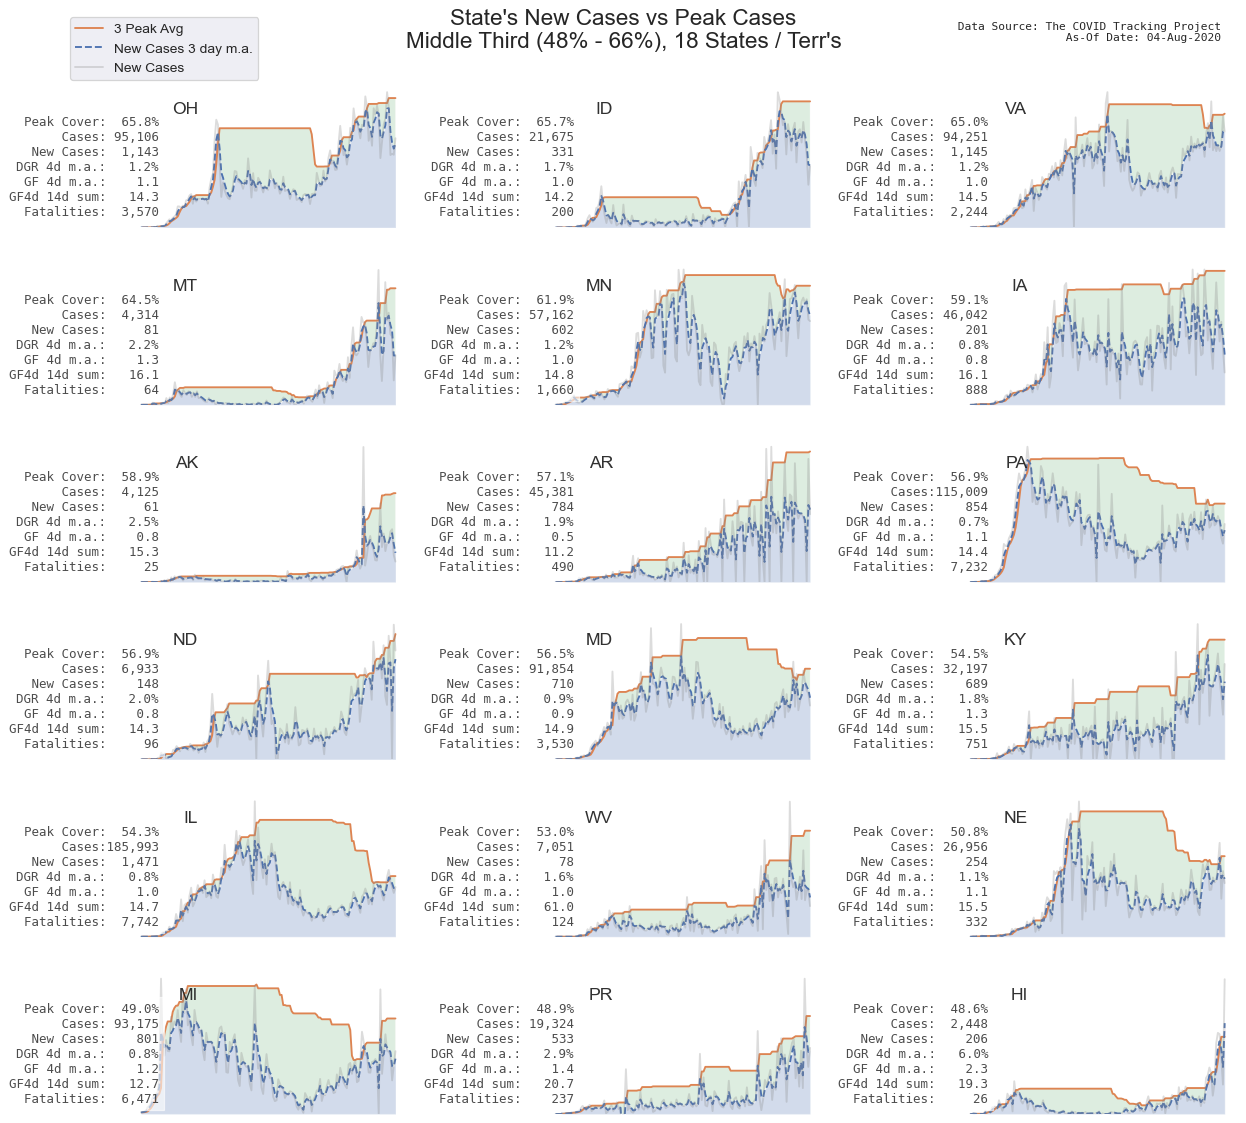 State's New Cases vs Peak Cases
Middle Third (48% - 66%), 18 States / Terr's
3 Peak Avg
New Cases 3 day m.a.
New Cases
Data Source: The COVID Tracking Project
As-Of Date: 04-Aug-2020
OH
Peak Cover: 65.8%
Cases: 95,106
New Cases: 1,143
DGR 4d m.a.: 1.2%
GF 4d m.a.: 1.1
GF4d 14d sum: 14.3
Fatalities: 3,570
ID
Peak Cover: 65.7%
Cases: 21,675
New Cases: 331
DGR 4d m.a.: 1.7%
GF 4d m.a.: 1.0
GF4d 14d sum: 14.2
Fatalities: 200
VA
Peak Cover: 65.0%
Cases: 94,251
New Cases: 1,145
DGR 4d m.a.: 1.2%
GF 4d m.a.: 1.0
GF4d 14d sum: 14.5
Fatalities: 2,244
MT
Peak Cover: 64.5%
Cases: 4,314
New Cases: 81
DGR 4d m.a.: 2.2%
GF 4d m.a.: 1.3
GF4d 14d sum: 16.1
Fatalities: 64
MN
Peak Cover: 61.9%
Cases: 57,162
New Cases: 602
DGR 4d m.a.: 1.2%
GF 4d m.a.: 1.0
GF4d 14d sum: 14.8
Fatalities: 1,660
IA
Peak Cover: 59.1%
Cases: 46,042
New Cases: 201
DGR 4d m.a.: 0.8%
GF 4d m.a.: 0.8
GF4d 14d sum: 16.1
Fatalities: 888
AK
Peak Cover: 58.9%
Cases: 4,125
New Cases: 61
DGR 4d m.a.: 2.5%
GF 4d m.a.: 0.8
GF4d 14d sum: 15.3
Fatalities: 25
AR
Peak Cover: 57.1%
Cases: 45,381
New Cases: 784
DGR 4d m.a.: 1.9%
GF 4d m.a.: 0.5
GF4d 14d sum: 11.2
Fatalities: 490
PA
Peak Cover: 56.9%
Cases:115,009
New Cases: 854
DGR 4d m.a.: 0.7%
GF 4d m.a.: 1.1
GF4d 14d sum: 14.4
Fatalities: 7,232
ND
Peak Cover: 56.9%
Cases: 6,933
New Cases: 148
DGR 4d m.a.: 2.0%
GF 4d m.a.: 0.8
GF4d 14d sum: 14.3
Fatalities: 96
MD
Peak Cover: 56.5%
Cases: 91,854
New Cases: 710
DGR 4d m.a.: 0.9%
GF 4d m.a.: 0.9
GF4d 14d sum: 14.9
Fatalities: 3,530
KY
Peak Cover: 54.5%
Cases: 32,197
New Cases: 689
DGR 4d m.a.: 1.8%
GF 4d m.a.: 1.3
GF4d 14d sum: 15.5
Fatalities: 751
IL
Peak Cover: 54.3%
Cases:185,993
New Cases: 1,471
DGR 4d m.a.: 0.8%
GF 4d m.a.: 1.0
GF4d 14d sum: 14.7
Fatalities: 7,742
WV
Peak Cover: 53.0%
Cases: 7,051
New Cases: 78
DGR 4d m.a.: 1.6%
GF 4d m.a.: 1.0
GF4d 14d sum: 61.0
Fatalities: 124
NE
Peak Cover: 50.8%
Cases: 26,956
New Cases: 254
DGR 4d m.a.: 1.1%
GF 4d m.a.: 1.1
GF4d 14d sum: 15.5
Fatalities: 332
MI
Peak Cover: 49.0%
Cases: 93,175
New Cases: 801
DGR 4d m.a.: 0.8%
GF 4d m.a.: 1.2
GF4d 14d sum: 12.7
Fatalities: 6,471
PR
Peak Cover: 48.9%
Cases: 19,324
New Cases: 533
DGR 4d m.a.: 2.9%
GF 4d m.a.: 1.4
GF4d 14d sum: 20.7
Fatalities: 237
HI
Peak Cover: 48.6%
Cases: 2,448
New Cases: 206
DGR 4d m.a.: 6.0%
GF 4d m.a.: 2.3
GF4d 14d sum: 19.3
Fatalities: 26